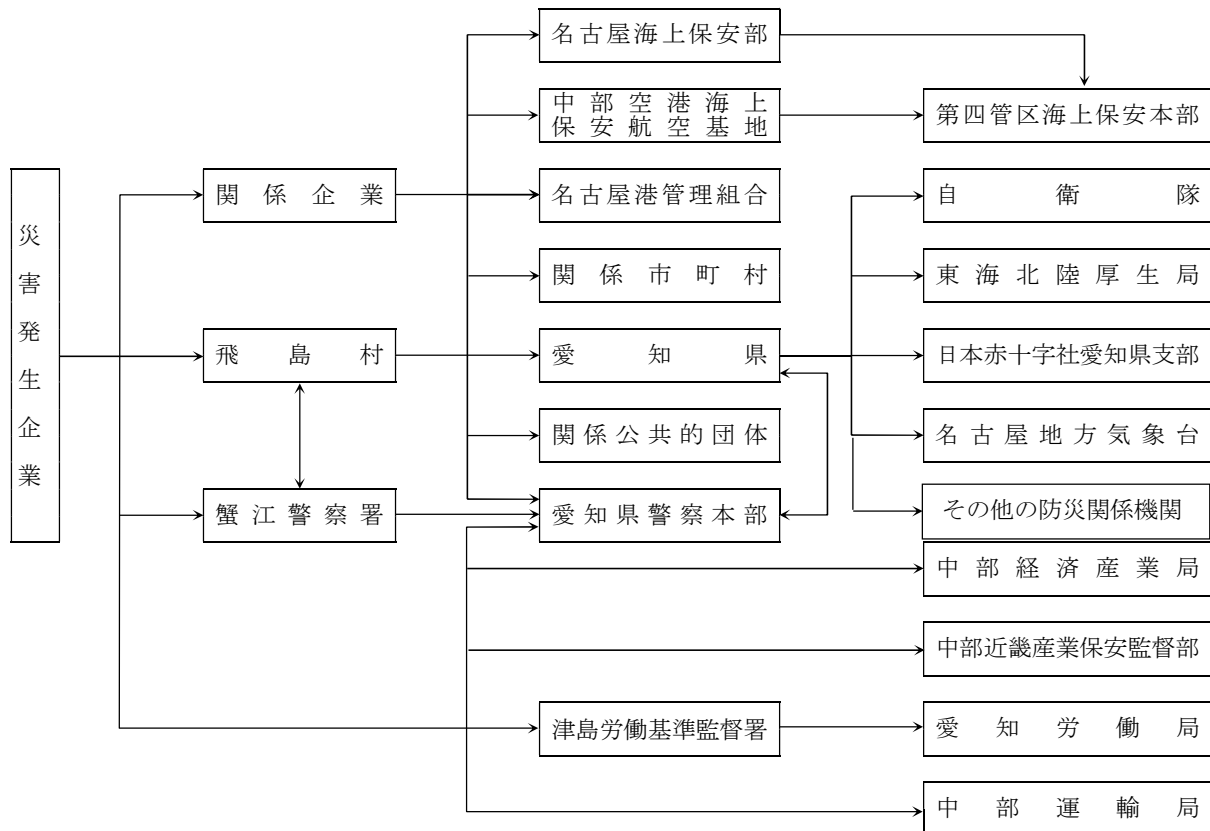 災害発生企業
関係企業
飛島村
蟹江警察署
名古屋海上保安部
中部空港海上
保安航空基地
名古屋港管理組合
関係市町村
愛知県
関係公共的団体
愛知県警察本部
津島労働基準監督署
第四管区海上保安本部
自衛隊
東海北陸厚生局
日本赤十字社愛知県支部
名古屋地方気象台
その他の防災関係機関
中部経済産業局
中部近畿産業保安監督部
愛知労働局
中部運輸局